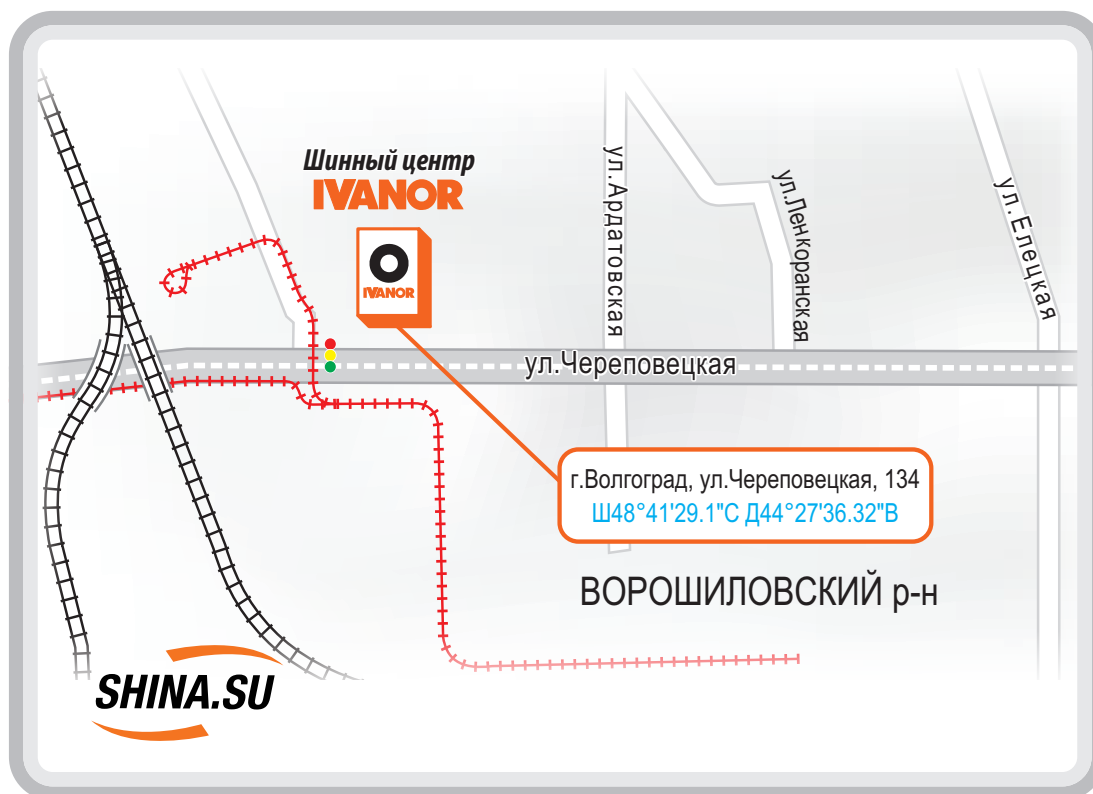 Шинный центр
IVANOR
IVANOR
ул.Ардатовская
ул.Ленкоранская
ул.Елецкая
ул.Череповецкая
г.Волгоград, ул.Череповецкая, 134
Ш48°41'29.1"С Д44°27'36.32"В
ВОРОШИЛОВСКИЙ р-н
SHINA.SU